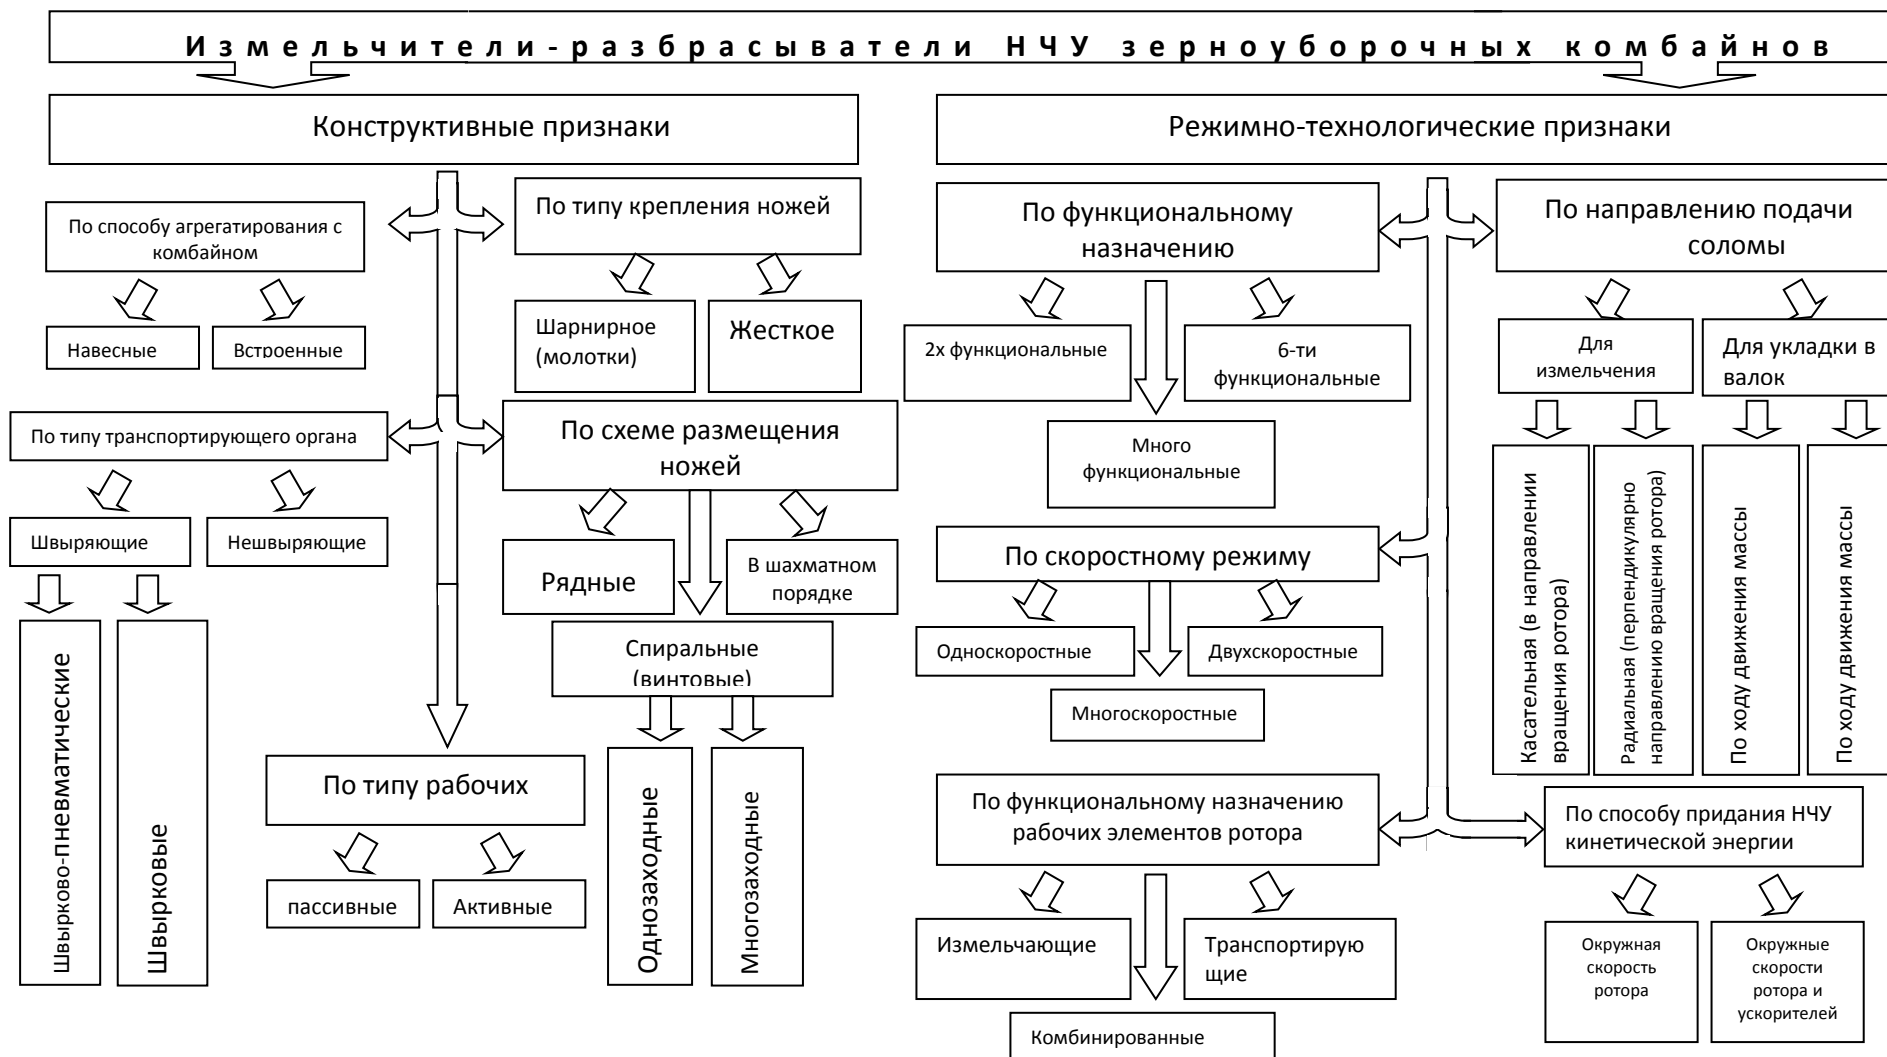 Измельчители-разбрасыватели НЧУ зерноуборочных комбайнов
Конструктивные признаки
Режимно-технологические признаки
По способу агрегатирования с
комбайном
По типу крепления ножей
По функциональному
назначению
По направлению подачи
соломы
Навесные
Встроенные
Шарнирное
(молотки)
Жесткое
2х функциональные
6-ти
функциональные
Для
измельчения
Для укладки в
валок
По типу транспортирующего органа
По схеме размещения
ножей
Много
функциональные
Швыряющие
Нешвыряющие
Рядные
В шахматном
порядке
По скоростному режиму
Касательная (в направлении
вращения ротора)
Радиальная (перпендикулярно
направлению вращения ротора)
По ходу движения массы
По ходу движения массы
Швырково-пневматические
Швырковые
Спиральные
(винтовые)
Односкоростные
Двухскоростные
Многоскоростные
По типу рабочих
Однозаходные
Многозаходные
По функциональному назначению
рабочих элементов ротора
По способу придания НЧУ
кинетической энергии
пассивные
Активные
Измельчающие
Транспортирую
щие
Окружная
скорость
ротора
Окружные
скорости
ротора и
ускорителей
Комбинированные